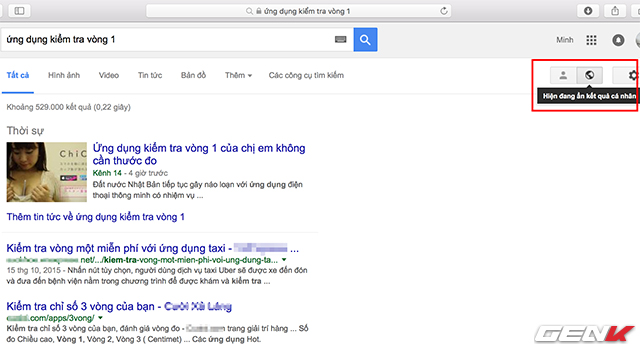 ứng dụng kiểm tra vòng 1
ứng dụng kiểm tra vòng 1
Minh
Tất cả Hình ảnh Video Tin tức Bản đồ Thêm Các công cụ tìm kiếm
Hiện đang ẩn kết quả cá nhân
Khoảng 529.000 kết quả (0,22 giây)
Thời sự
ChiC
Ứng dụng kiểm tra vòng 1 của chị em không
cần thước đo
Kênh 14 - 4 giờ trước
Đất nước Nhật Bản tiếp tục gây náo loạn với ứng dụng điện
thoại thông minh có nhiệm vụ ...
Thêm tin tức về ứng dụng kiểm tra vòng 1
Kiểm tra vòng một miễn phí với ứng dụng taxi - ...
.net/.../kiem-tra-vong-mot-mien-phi-voi-ung-dung-ta...
15 thg 10, 2015 - Nhấn nút tùy chọn, người dùng dịch vụ taxi Uber sẽ được xe đến đón
và đưa đến bệnh viện nằm trong chương trình để được khám và kiểm tra ...
Kiểm tra chỉ số 3 vòng của bạn - Cười Xả Láng
.com/apps/3vong/
Kiểm tra chỉ số 3 vòng của bạn, đánh giá vòng đo - .com trang giải trí hàng ... Số
đo Chiều cao, Vòng 1, Vòng 2, Vòng 3 ( Centimet) ... Các ứng dụng Hot.
GENK